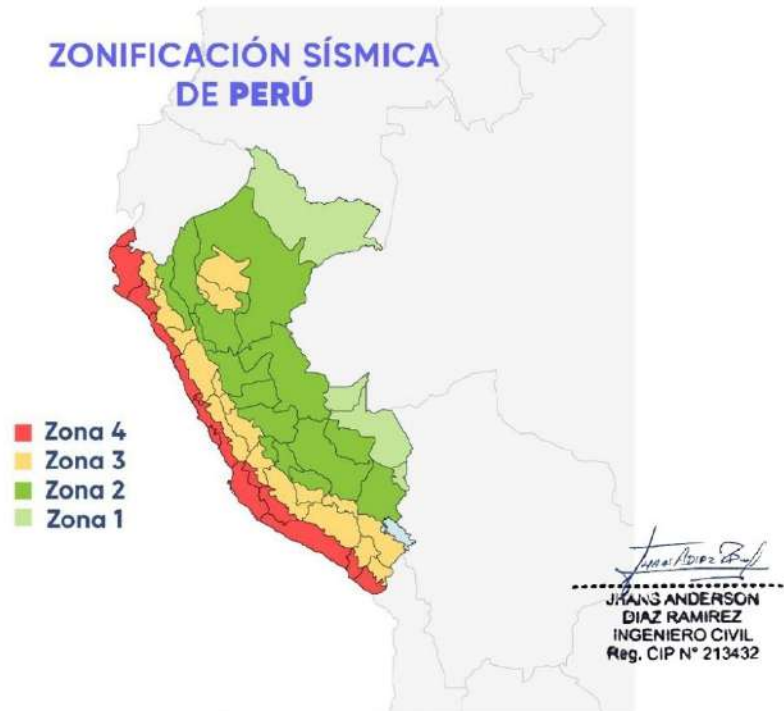 ZONIFICACIÓN SÍSMICA
DE PERÚ
Zona 4
Zona 3
Zona 2
Zona 1
JHANS ANDERSON
DIAZ RAMIREZ
INGENIERO CIVIL
Reg. CIP N° 213432